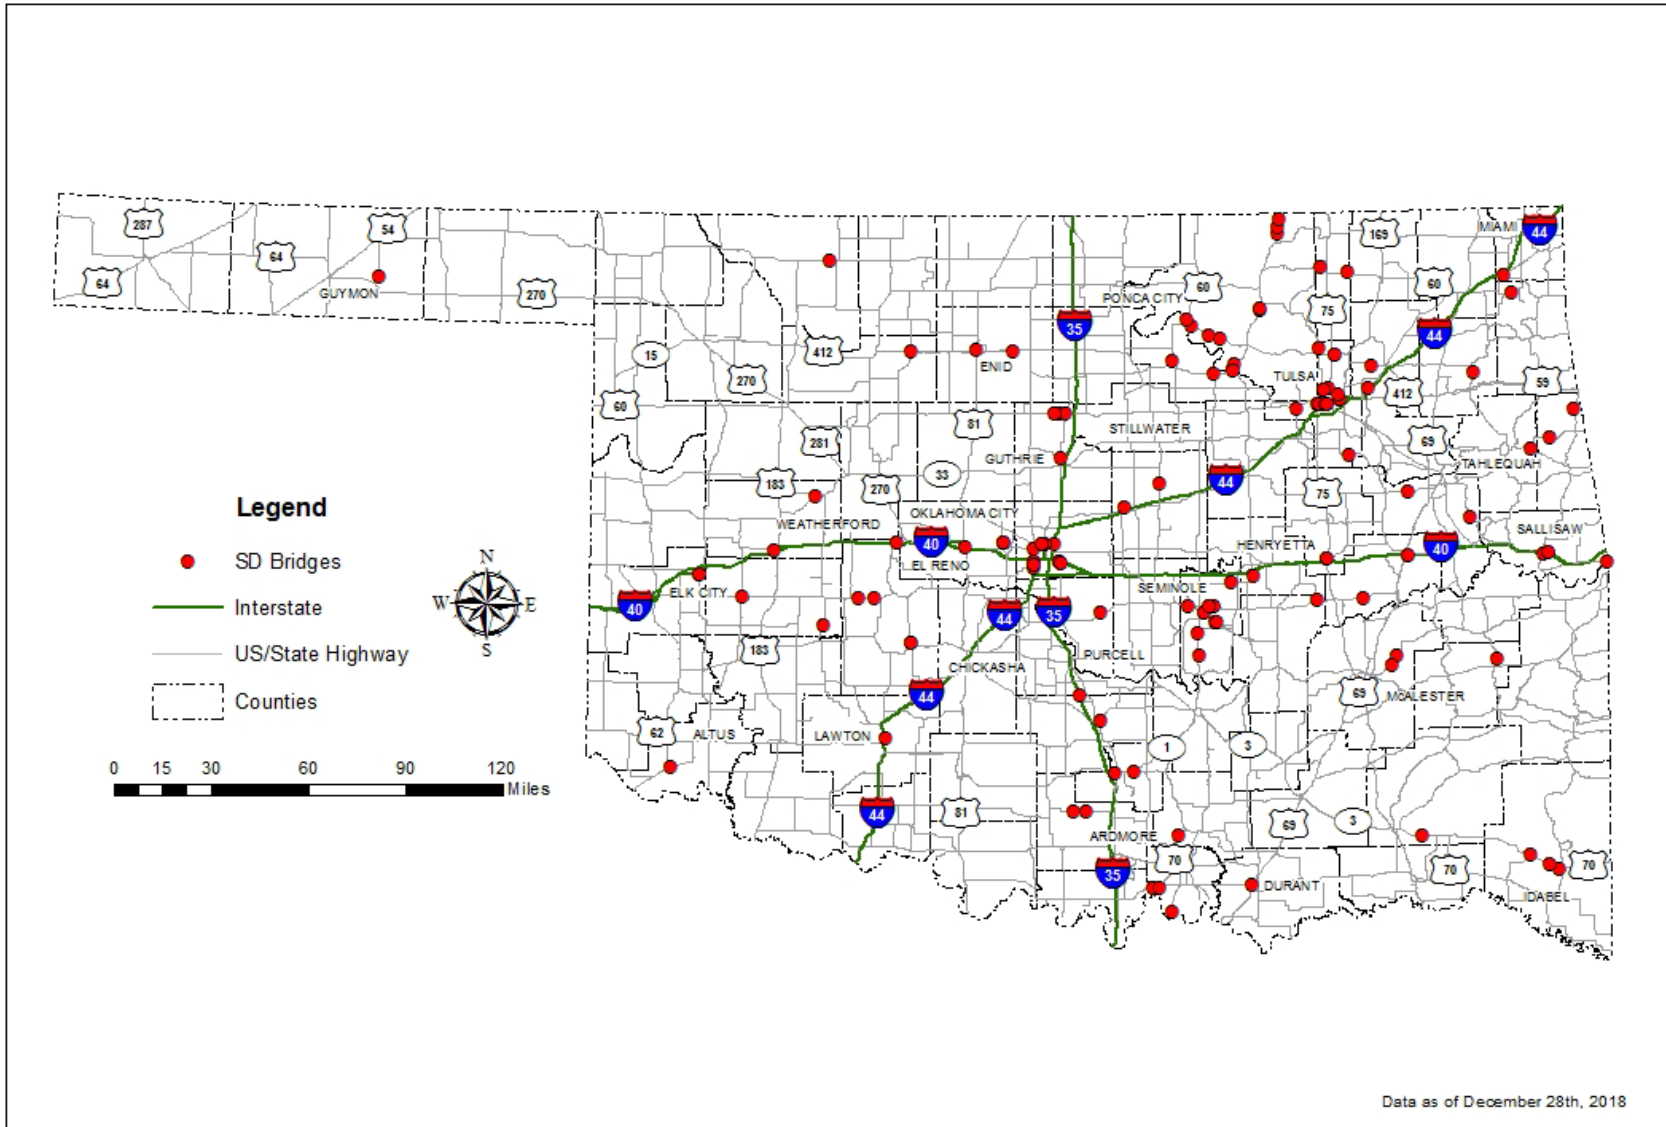 287
54
64
64
GUYMON
270
MIAMI
44
169
60
60
PONCA CITY
75
35
44
15
412
ENID
270
TULSA
59
412
60
81
STILLWATER
281
69
GUTHRIE
33
TAHLEQUAH
44
183
270
75
Legend
OKLAHOMA CITY
WEATHERFORD
SALLISAW
40
HENRYETTA
40
N
SD Bridges
EL RENO
SEMINOLE
ELK CITY
W
E
40
Interstate
44
35
S
183
US/State Highway
PURCELL
CHICKASHA
44
69
McALESTER
Counties
62
ALTUS
LAWTON
1
3
0 15 30 60 90 120
Miles
44
81
69
3
ARDMORE
70
70
70
35
DURANT
IDABEL
Data as of December 28th, 2018